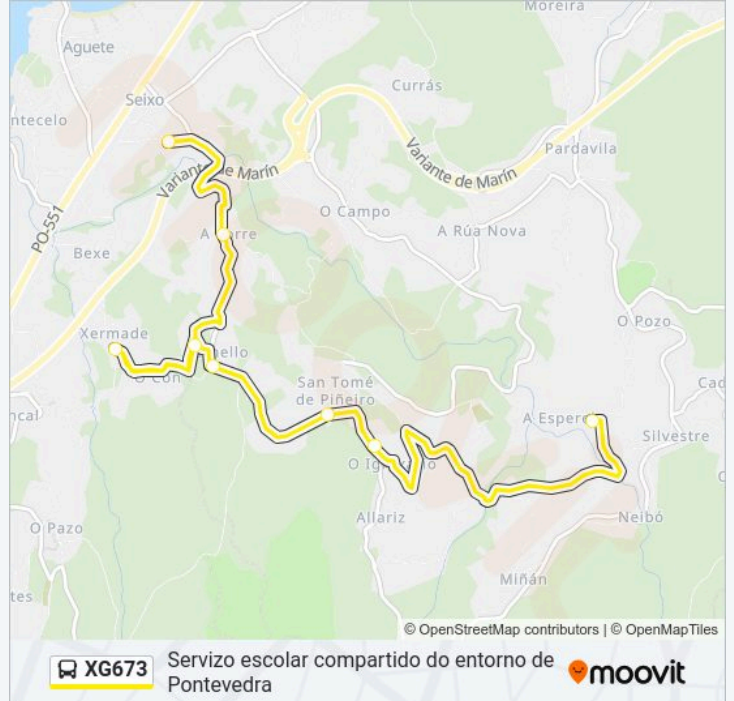 Moreira
Aguete
Currás
Seixo
ntecelo
Pardavila
Variante de Marín
Variante de Marín
PO-551
O Campo
A Rúa Nova
Bexe
O Pozo
Xermade
O Con
San Tomé
de Piñeiro
Cad
ncal
Silvestre
Allariz
Neibó
O Pazo
Miñán
tes
© OpenStreetMap contributors | © OpenMapTiles
XG673
Servizo escolar compartido do entorno de
Pontevedra
moovit